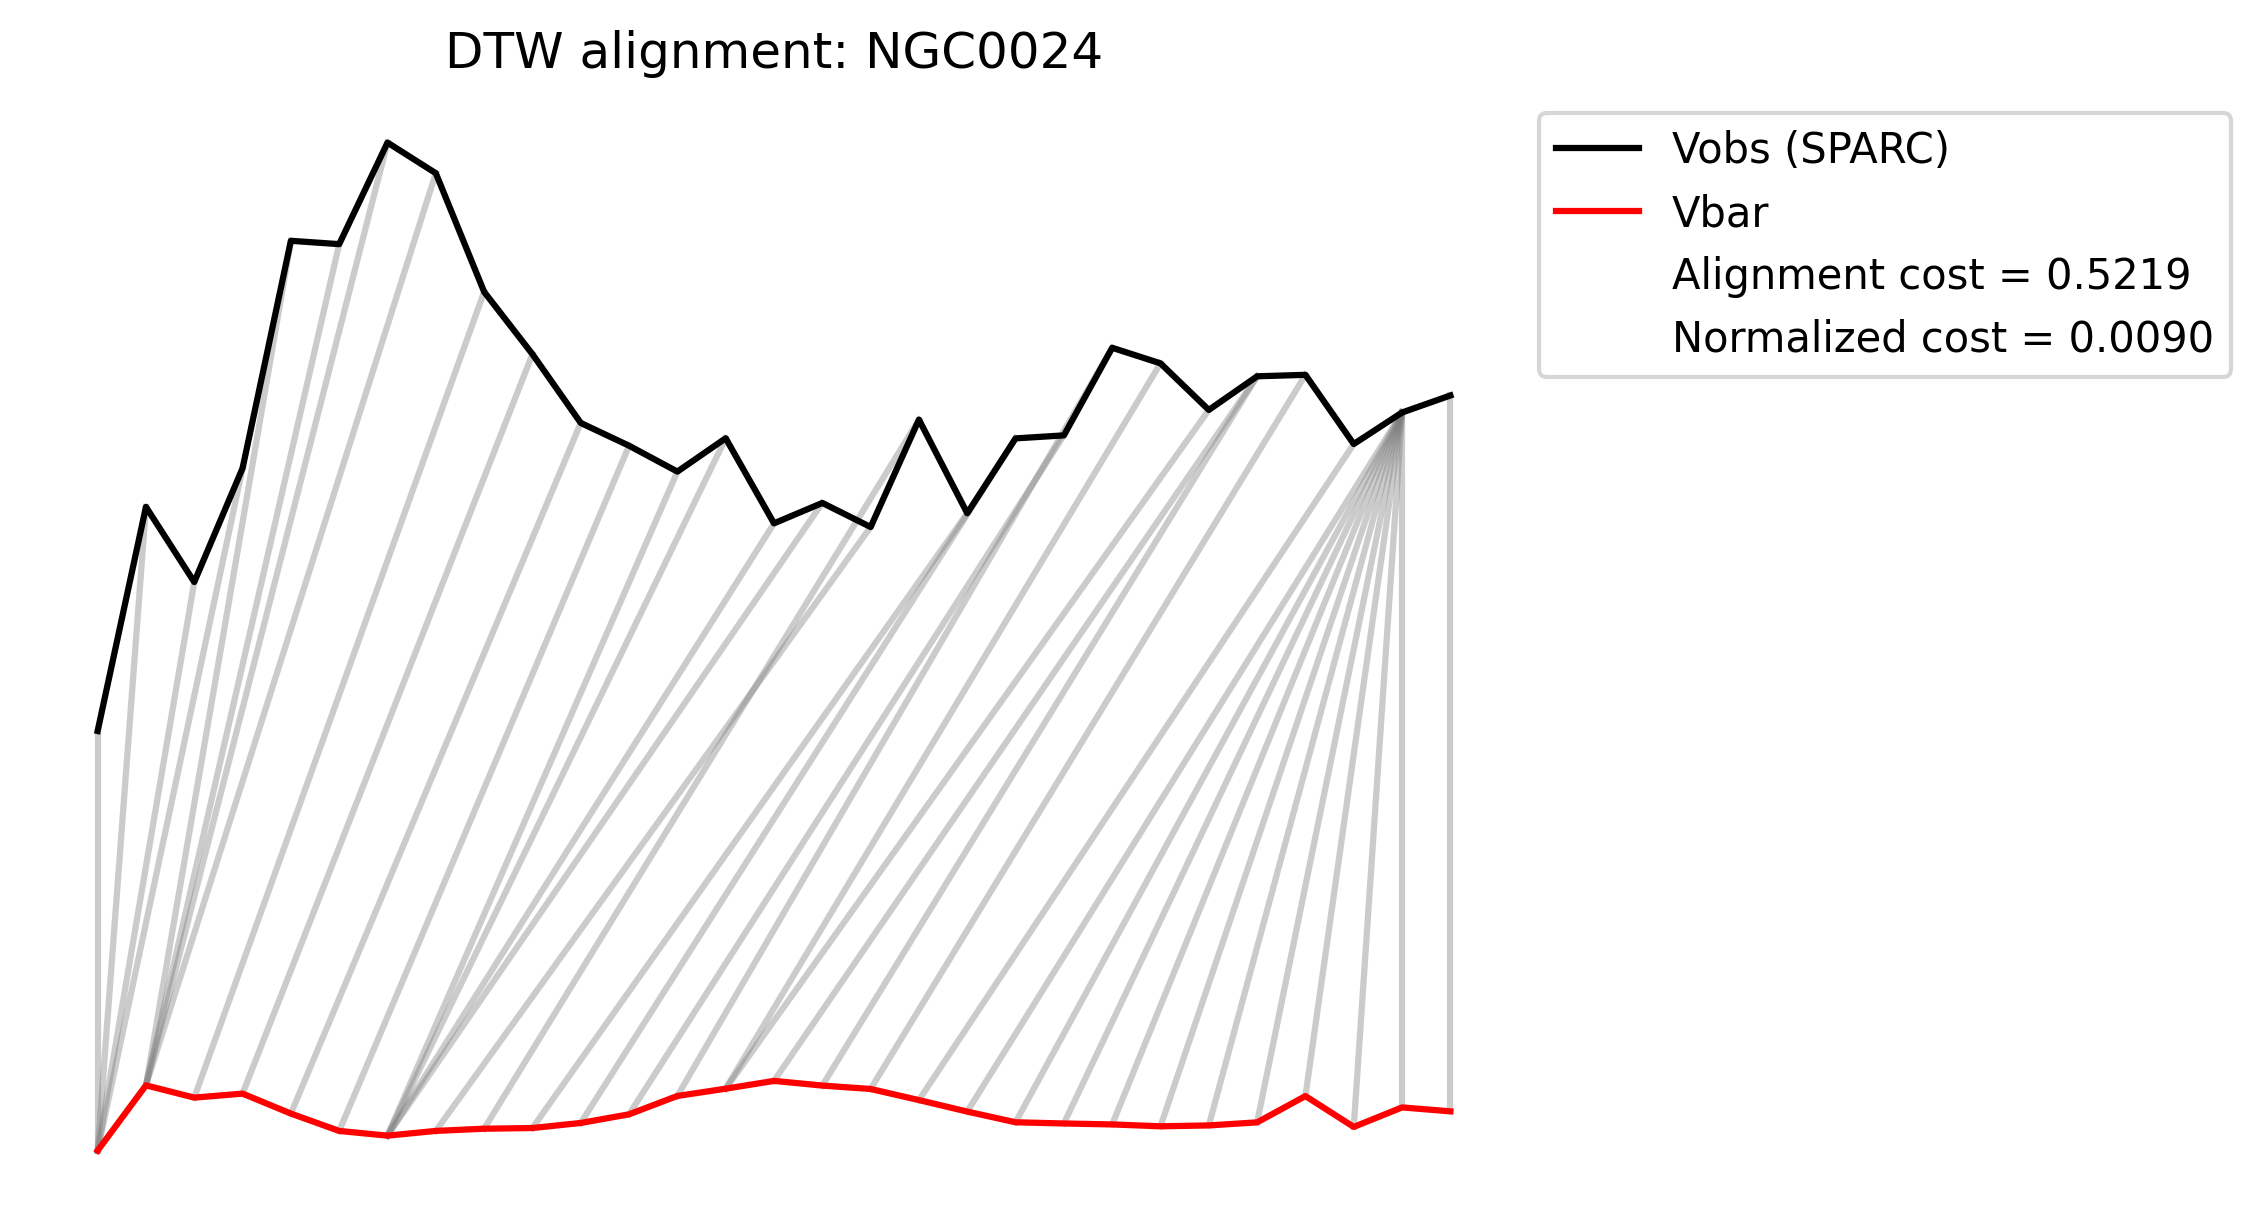 DTW alignment: NGC0024
Vobs (SPARC)
Vbar
Alignment cost = 0.5219
Normalized cost = 0.0090